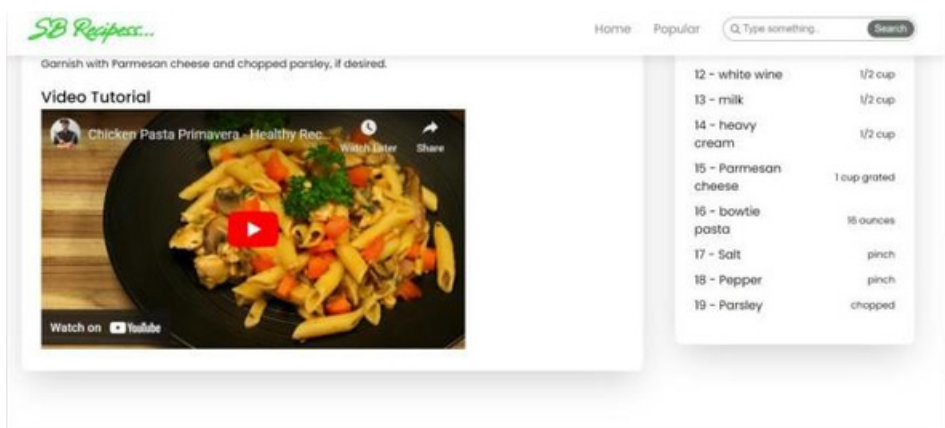 SB Recipess...
Home
Popular
Type something..
Search
Garnish with Parmesan cheese and chopped parsley, if desired.
Video Tutorial
Chicken Pasta Primavera - Healthy Rec...
Watch Later
Share
Watch on YouTube
12 - white wine 1/2 cup
13 - milk 1/2 cup
14 - heavy
cream 1/2 cup
15 - Parmesan
cheese 1 cup grated
16 - bowtie
pasta 16 ounces
17 - Salt pinch
18 - Pepper pinch
19 - Parsley chopped